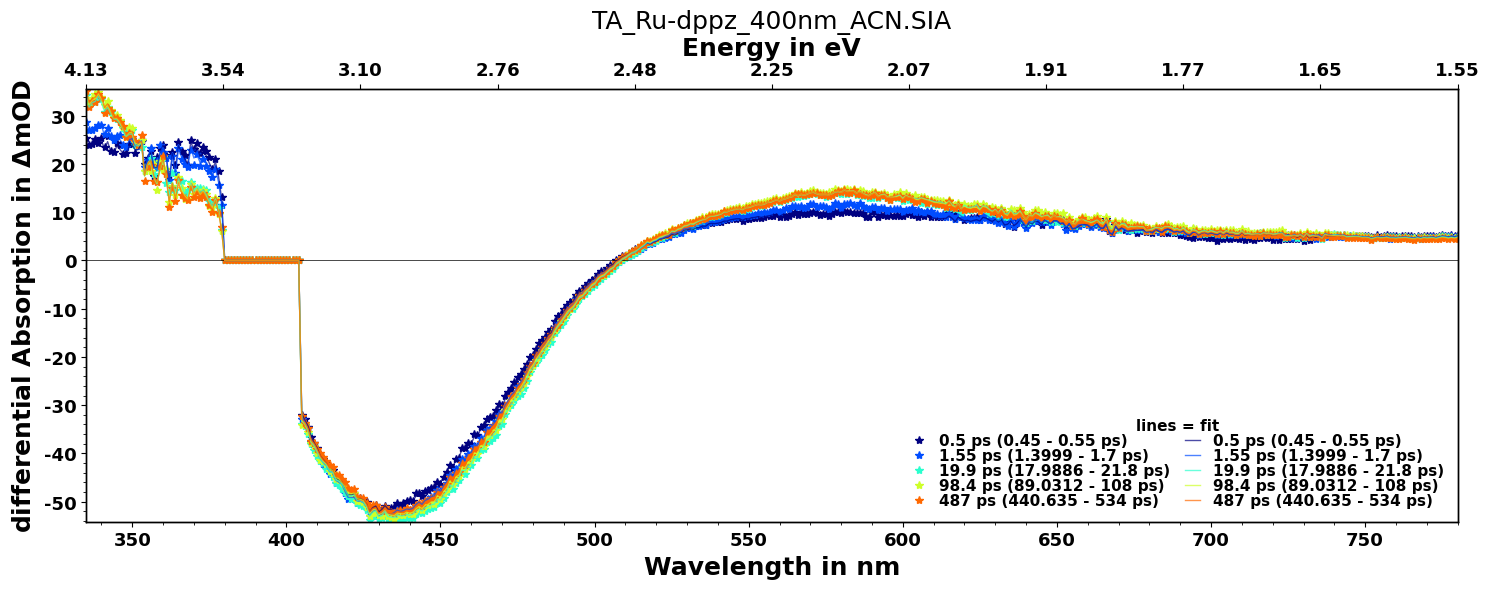 TA_Ru-dppz_400nm_ACN.SIA
Energy in eV
4.13 3.54 3.10 2.76 2.48 2.25 2.07 1.91 1.77 1.65 1.55
differential Absorption in ΔmOD
30
20
10
0
-10
-20
-30
-40
-50
lines = fit
0.5 ps (0.45 - 0.55 ps) 0.5 ps (0.45 - 0.55 ps)
1.55 ps (1.3999 - 1.7 ps) 1.55 ps (1.3999 - 1.7 ps)
19.9 ps (17.9886 - 21.8 ps) 19.9 ps (17.9886 - 21.8 ps)
98.4 ps (89.0312 - 108 ps) 98.4 ps (89.0312 - 108 ps)
487 ps (440.635 - 534 ps) 487 ps (440.635 - 534 ps)
350 400 450 500 550 600 650 700 750
Wavelength in nm